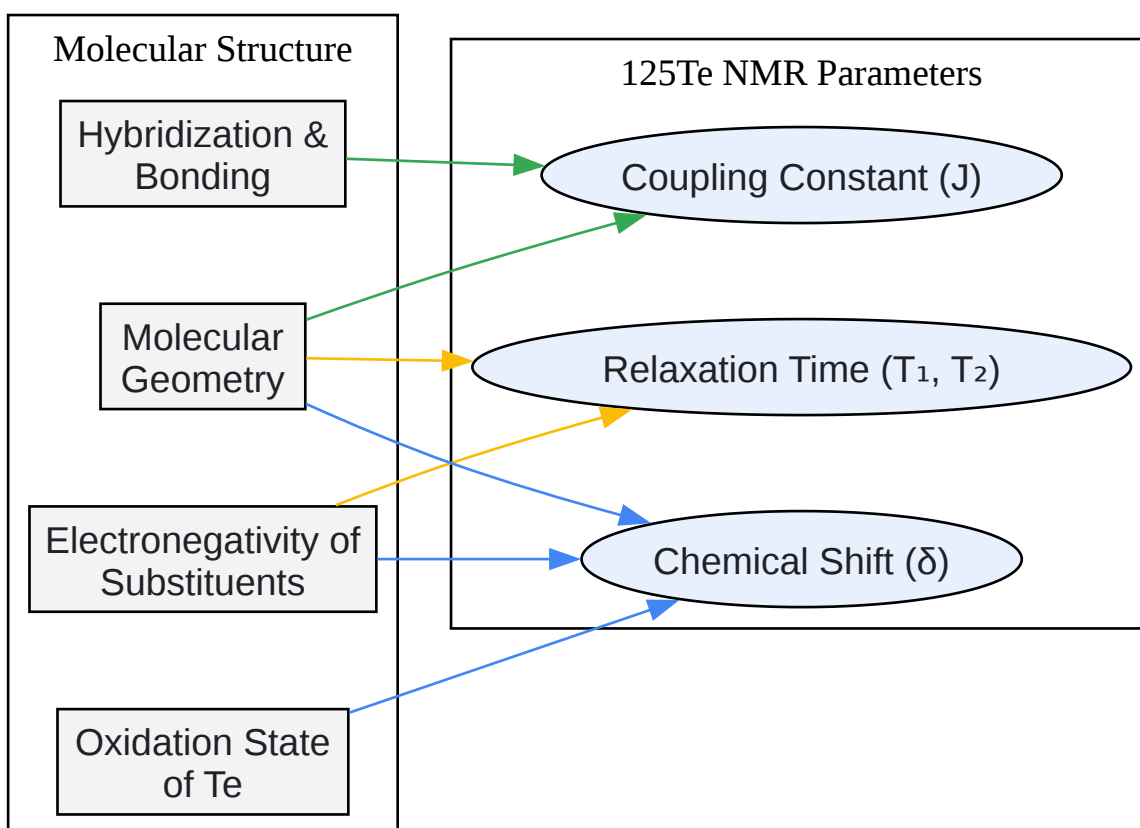 Molecular Structure
Hybridization &
Bonding
Molecular
Geometry
Electronegativity of
Substituents
Oxidation State
of Te
125Te NMR Parameters
Coupling Constant (J)
Relaxation Time (T₁, T₂)
Chemical Shift (δ)